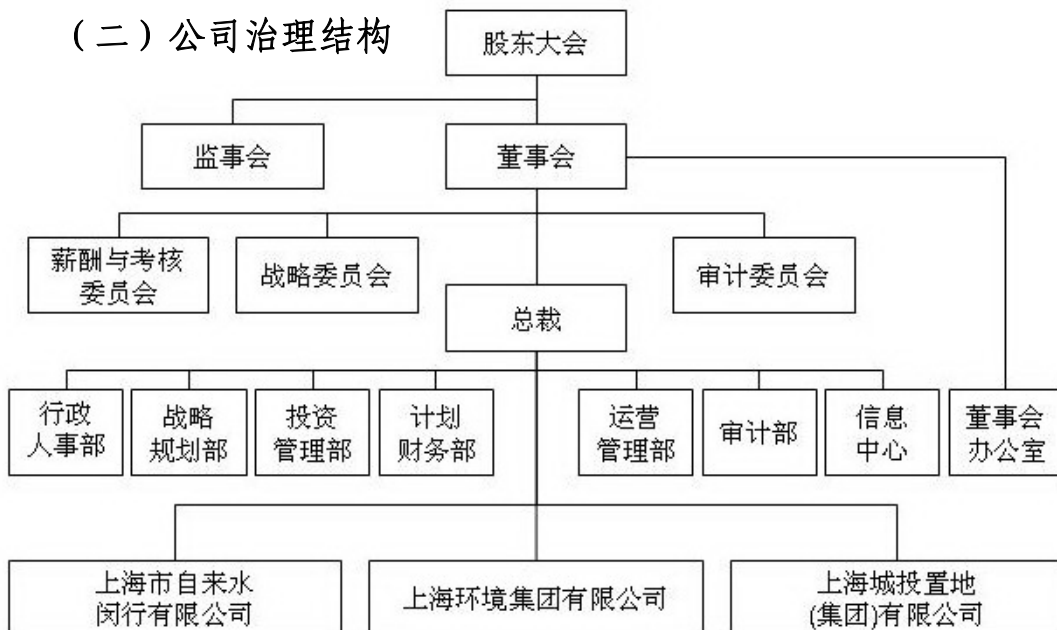 （二）公司治理结构
股东大会
监事会
董事会
薪酬与考核
委员会
战略委员会
审计委员会
总裁
行政
人事部
战略
规划部
投资
管理部
计划
财务部
运营
管理部
审计部
信息
中心
董事会
办公室
上海市自来水
闵行有限公司
上海环境集团有限公司
上海城投置地
(集团)有限公司